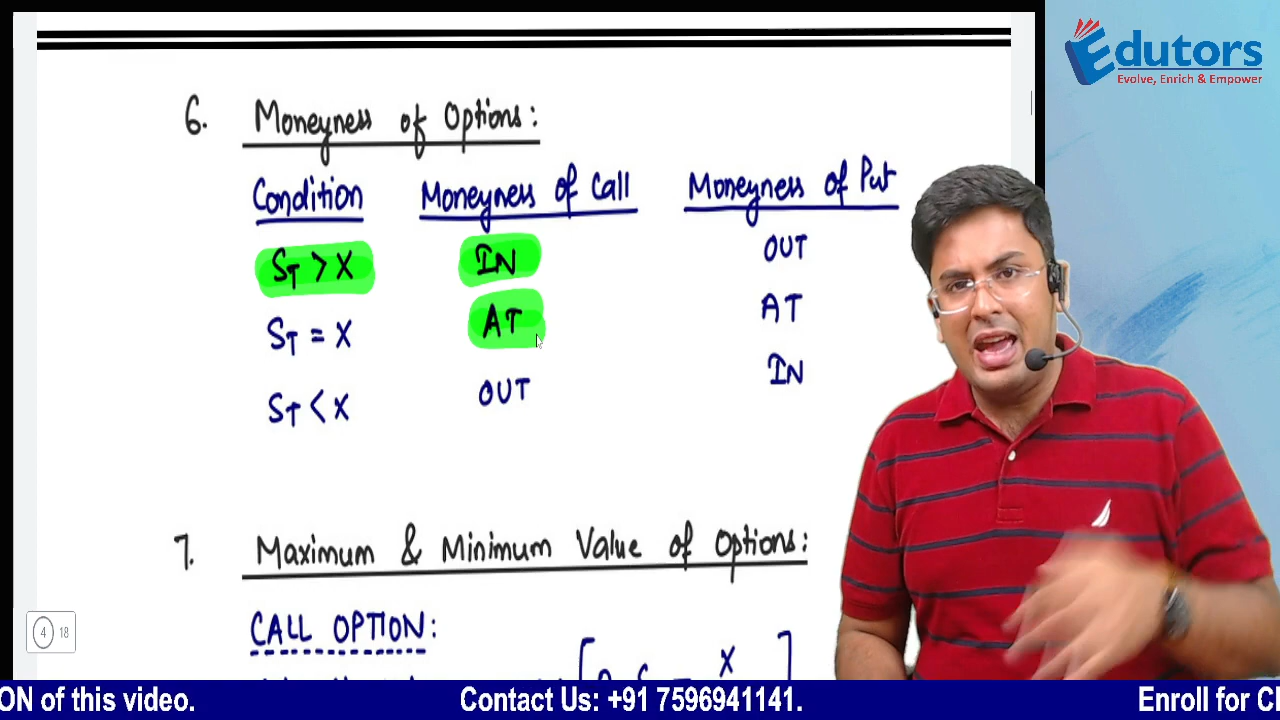 Edutors
Evolve, Enrich & Empower
6. Moneyness of Options:
Condition Moneyness of Call Moneyness of Put
ST > X IN OUT
ST = X AT AT
ST < X OUT IN
7. Maximum & Minimum Value of Options:
CALL OPTION:
X
4 18
ON of this video. Contact Us: +91 7596941141. Enroll for